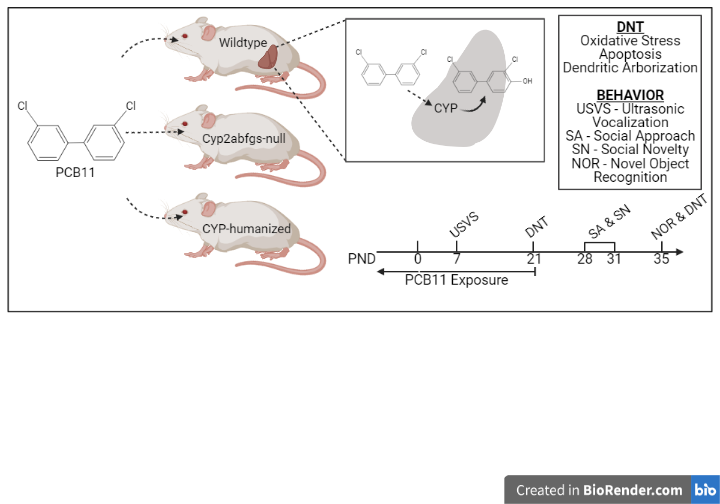 Cl
Cl
PCB11
Wildtype
Cyp2abfgs-null
CYP-humanized
Cl
Cl
CYP
Cl
Cl
OH
DNT
Oxidative Stress
Apoptosis
Dendritic Arborization
BEHAVIOR
USVS - Ultrasonic
Vocalization
SA - Social Approach
SN - Social Novelty
NOR - Novel Object
Recognition
USVS
DNT
SA & SN
NOR & DNT
PND
0
7
21
28
31
35
PCB11 Exposure
Created in BioRender.com bio